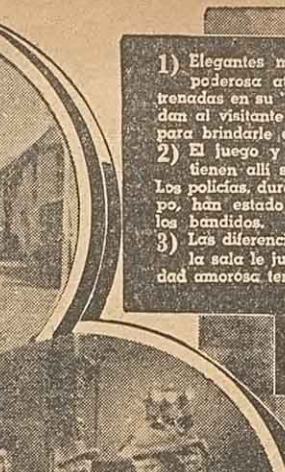 1) Elegantes m
poderosa at
trenadas en su "
dan al visitante
para brindarle e
2) El juego y
tienen allí s
Los policías, dura
po, han estado
los bandidos.
3) Las diferenci
la sala le ju
dad amorosa ter